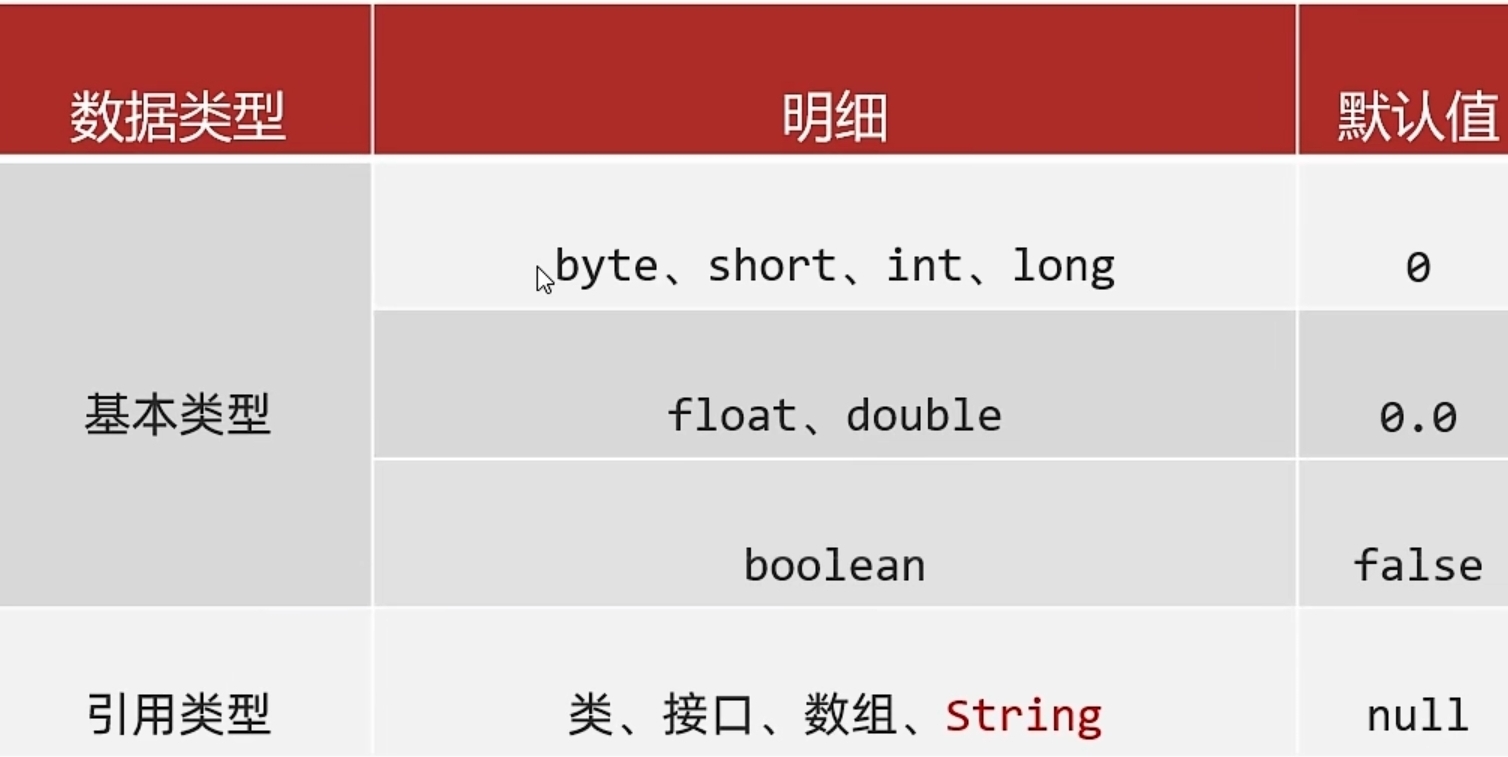 数据类型 明细 默认值
byte、short、int、long 0
基本类型 float、double 0.0
boolean false
引用类型 类、接口、数组、String null